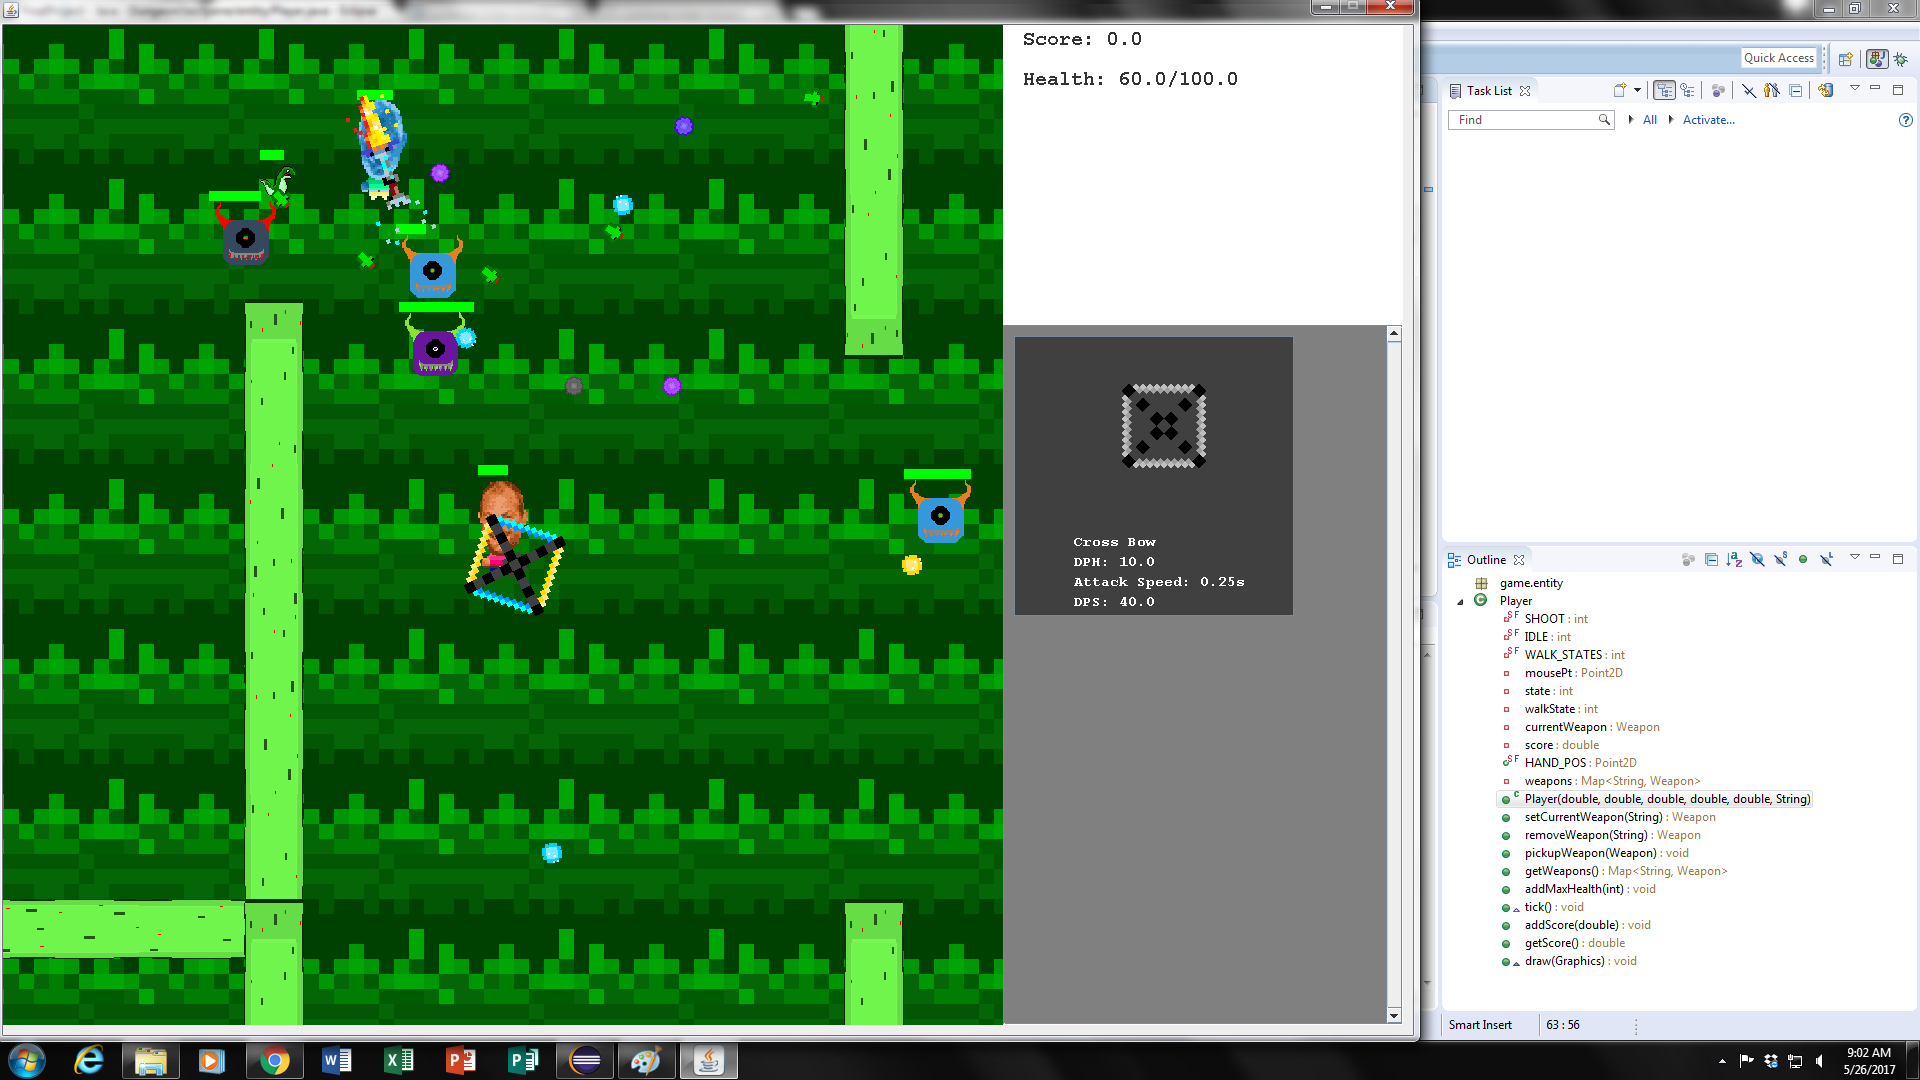 Score: 0.0
Health: 60.0/100.0
Cross Bow
DPH: 10.0
Attack Speed: 0.25s
DPS: 40.0
Quick Access
Task List
Find
All
Activate...
Outline
game.entity
Player
SHOOT : int
IDLE : int
WALK_STATES : int
mousePt : Point2D
state : int
walkState : int
currentWeapon : Weapon
score : double
HAND_POS : Point2D
weapons : Map<String, Weapon>
Player(double, double, double, double, double, String)
setCurrentWeapon(String) : Weapon
removeWeapon(String) : Weapon
pickupWeapon(Weapon) : void
getWeapons() : Map<String, Weapon>
addMaxHealth(int) : void
tick() : void
addScore(double) : void
getScore() : double
draw(Graphics) : void
Smart Insert
63 : 56
9:02 AM
5/26/2017